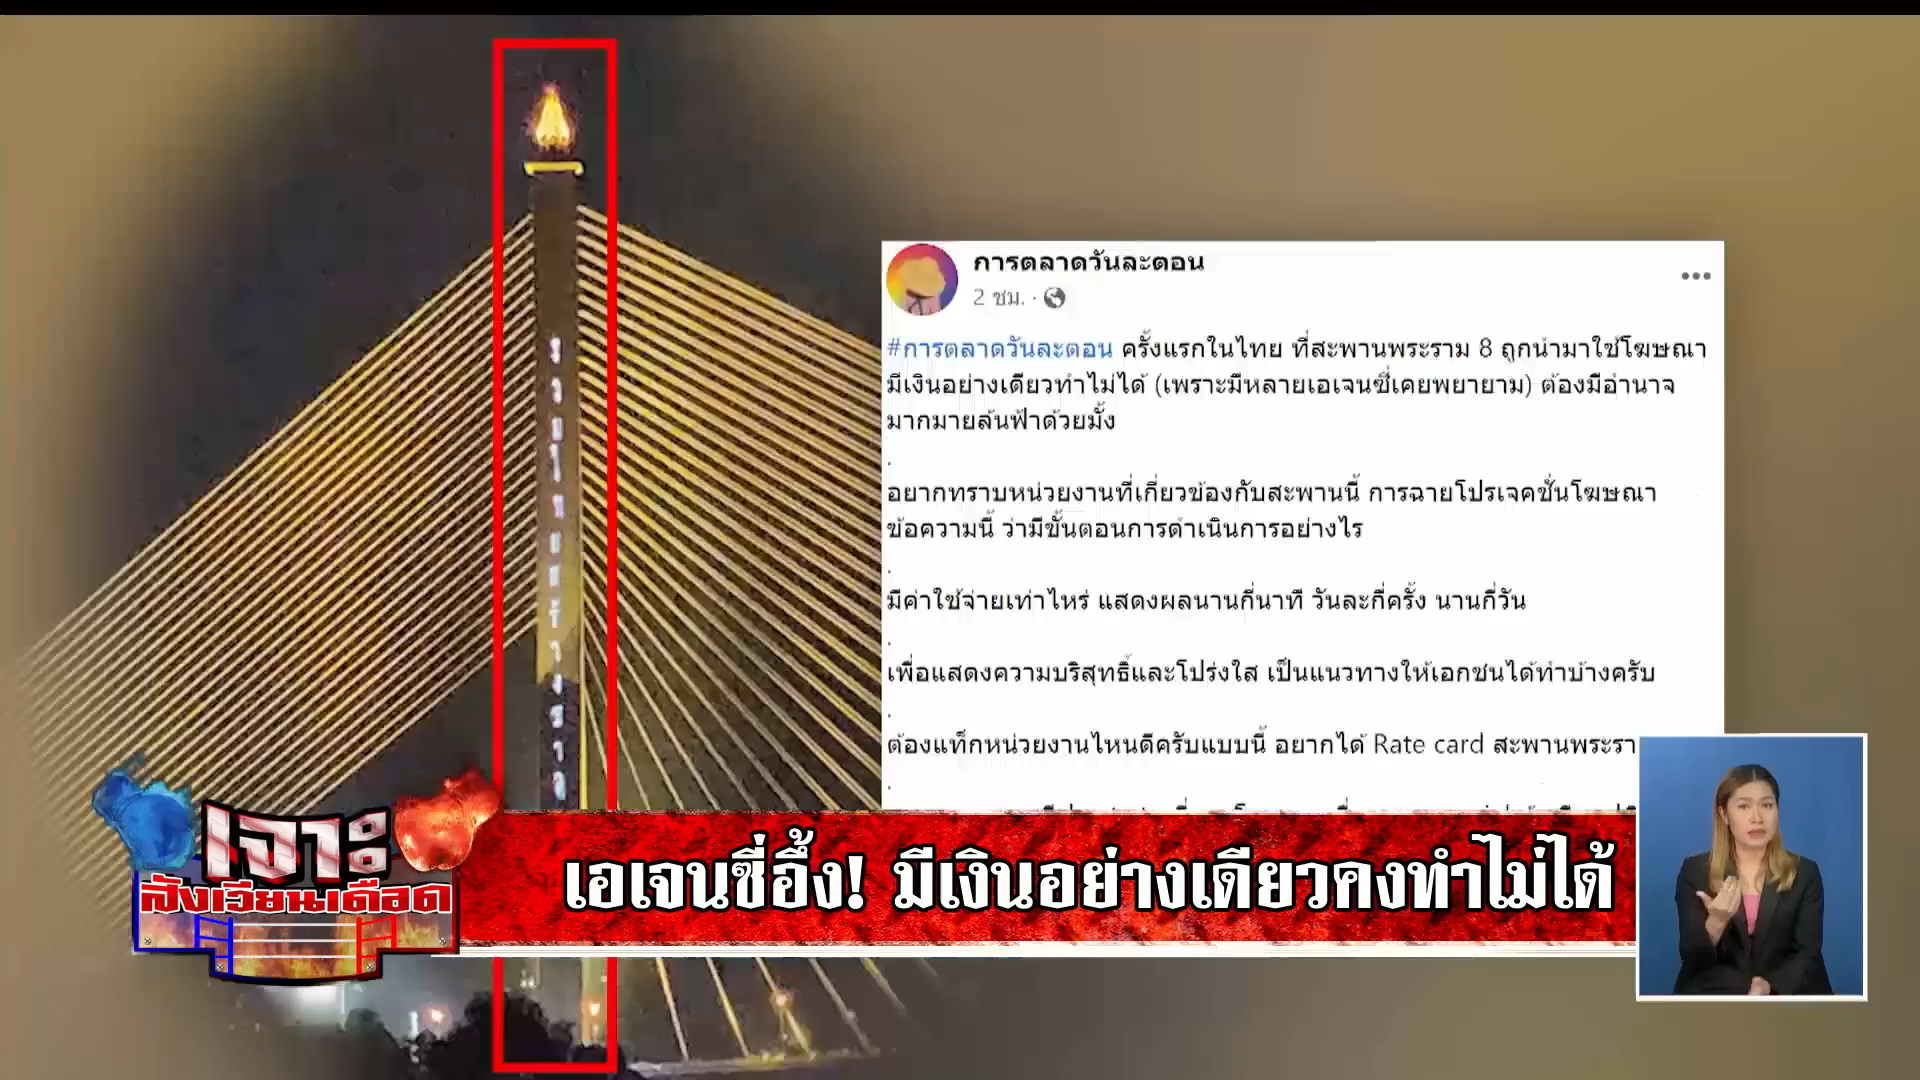 การตลาดวันละตอน
2 ชม.
#การตลาดวันละตอน ครั้งแรกในไทย ที่สะพานพระราม 8 ถูกนำมาใช้โฆษณา
มีเงินอย่างเดียวทำไม่ได้ (เพราะมีหลายเอเจนซี่เคยพยายาม) ต้องมีอำนาจ
มากมายล้นฟ้าด้วยมั้ง
.
อยากทราบหน่วยงานที่เกี่ยวข้องกับสะพานนี้ การฉายโปรเจคชั่นโฆษณา
ข้อความนี้ ว่ามีขั้นตอนการดำเนินการอย่างไร
.
มีค่าใช้จ่ายเท่าไหร่ แสดงผลนานกี่นาที วันละกี่ครั้ง นานกี่วัน
.
เพื่อแสดงความบริสุทธิ์และโปร่งใส เป็นแนวทางให้เอกชนได้ทำบ้างครับ
.
ต้องแท็กหน่วยงานไหนดีครับแบบนี้ อยากได้ Rate card สะพานพระรา
.
เจาะ
สังเวียนเดือด
เอเจนซี่อึ้ง! มีเงินอย่างเดียวคงทำไม่ได้